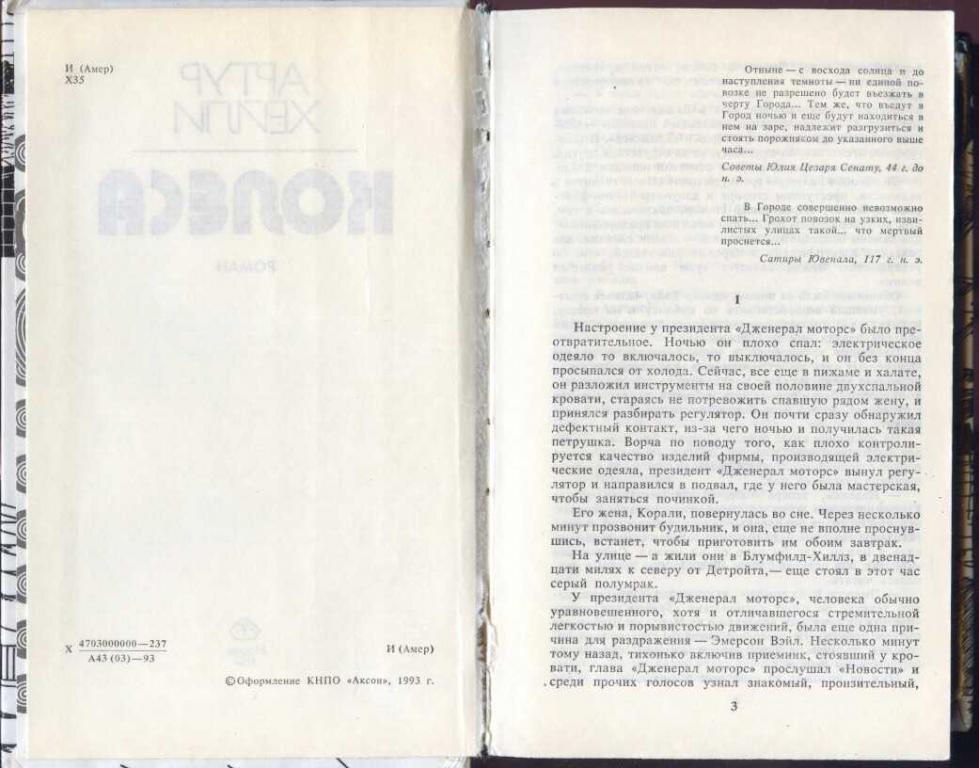 И (Амер)
Х35
АРТУР
ХЕЙЛИ
КОЛЕСА
РОМАН
Х 4703000000—237
А43 (03)—93
И (Амер)
©Оформление КНПО «Аксон», 1993 г.
Отныне — с восхода солнца и до
наступления темноты — ни единой по-
возке не разрешено будет въезжать в
черту Города... Тем же, что въедут в
Город ночью и еще будут находиться в
нем на заре, надлежит разгрузиться и
стоять порожняком до указанного выше
часа...
Советы Юлия Цезаря Сенату, 44 г. до
н. э.
В Городе совершенно невозможно
спать... Грохот повозок на узких, изви-
листых улицах такой... что мертвый
проснется...
Сатиры Ювенала, 117 г. н. э.
I
Настроение у президента «Дженерал моторс» было пре-
отвратительное. Ночью он плохо спал: электрическое
одеяло то включалось, то выключалось, и он без конца
просыпался от холода. Сейчас, все еще в пижаме и халате,
он разложил инструменты на своей половине двухспальной
кровати, стараясь не потревожить спавшую рядом жену, и
принялся разбирать регулятор. Он почти сразу обнаружил
дефектный контакт, из-за чего ночью и получилась такая
петрушка. Ворча по поводу того, как плохо контроли-
руется качество изделий фирмы, производящей электри-
ческие одеяла, президент «Дженерал моторс» вынул регу-
лятор и направился в подвал, где у него была мастерская,
чтобы заняться починкой.
Его жена, Корали, повернулась во сне. Через несколько
минут прозвонит будильник, и она, еще не вполне проснув-
шись, встанет, чтобы приготовить им обоим завтрак.
На улице — а жили они в Блумфилд-Хиллз, в двенад-
цати милях к северу от Детройта,— еще стоял в этот час
серый полумрак.
У президента «Дженерал моторс», человека обычно
уравновешенного, хотя и отличавшегося стремительной
легкостью и порывистостью движений, была еще одна при-
чина для раздражения — Эмерсон Вэйл. Несколько минут
тому назад, тихонько включив приемник, стоявший у кро-
вати, глава «Дженерал моторс» прослушал «Новости» и
среди прочих голосов узнал знакомый, пронзительный,
3